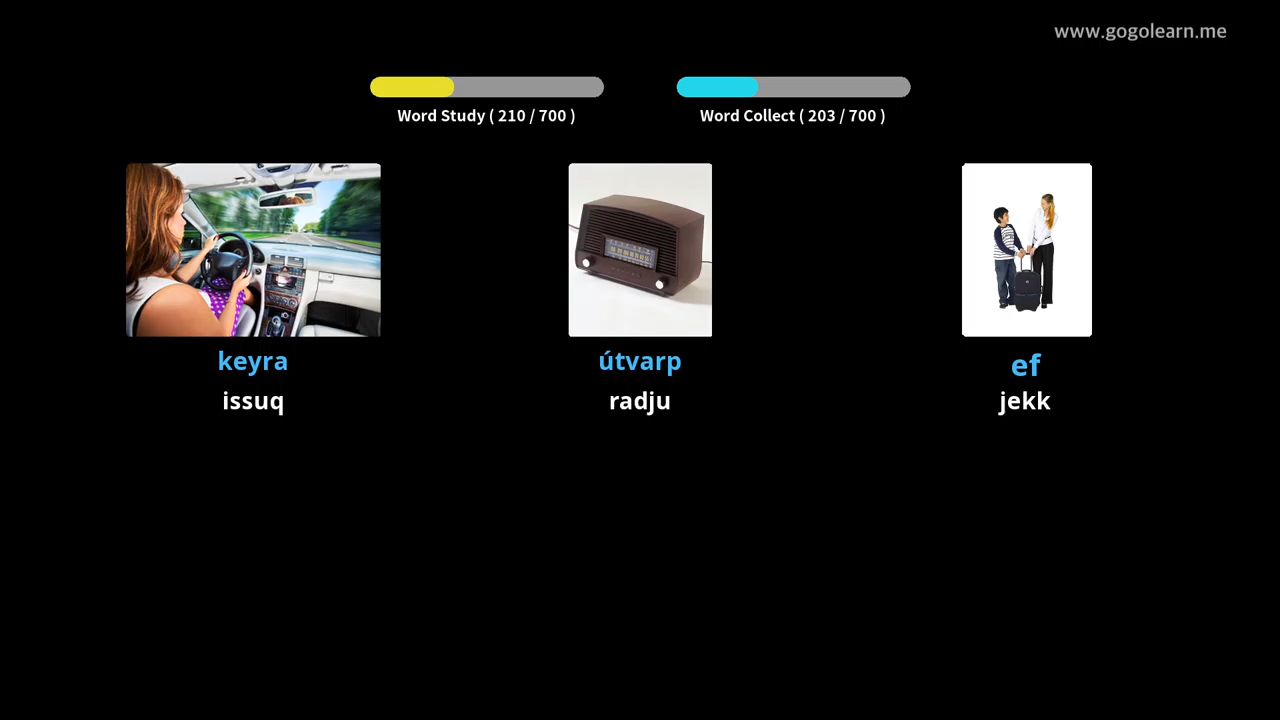 www.gogolearn.me
Word Study ( 210 / 700 )
Word Collect ( 203 / 700 )
keyra
útvarp
ef
issuq
radju
jekk